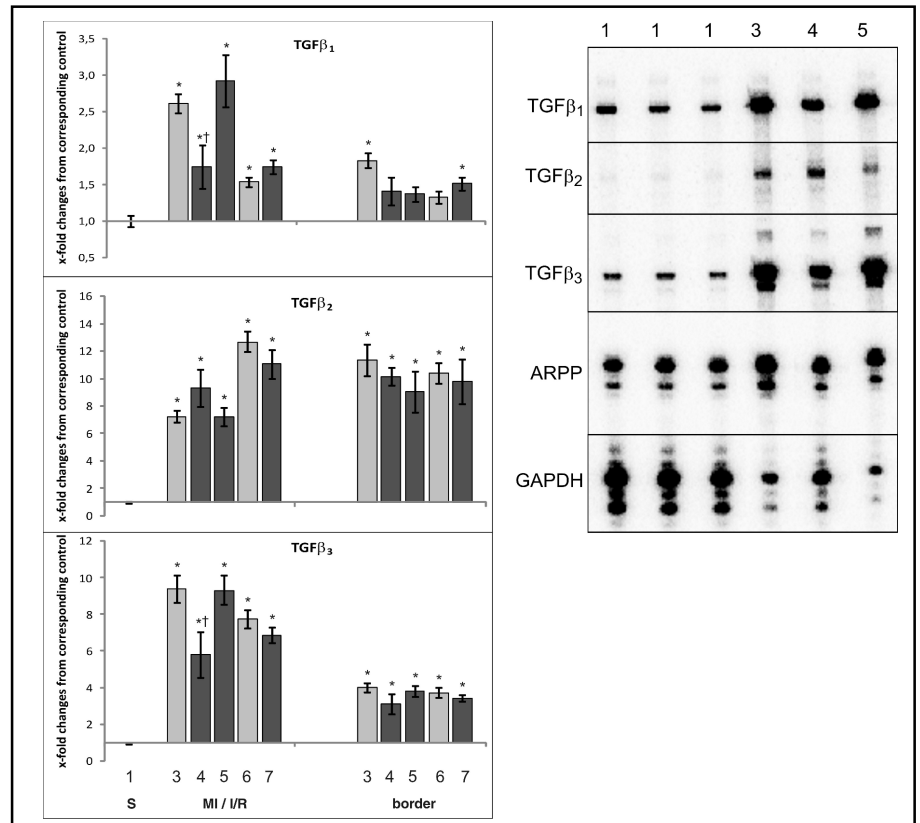 TGFβ1
x-fold changes from corresponding control
4,0
3,5
3,0
2,5
2,0
1,5
1,0
0,5
* *† * * * * *
TGFβ2
x-fold changes from corresponding control
16
14
12
10
8
6
4
2
0
* * * * * * * * * *
TGFβ3
x-fold changes from corresponding control
12
10
8
6
4
2
0
* *† * * * * * * * *
1 3 4 5 6 7 3 4 5 6 7
S MI / I/R border
1 1 1 3 4 5
TGFβ1
TGFβ2
TGFβ3
ARPP
GAPDH